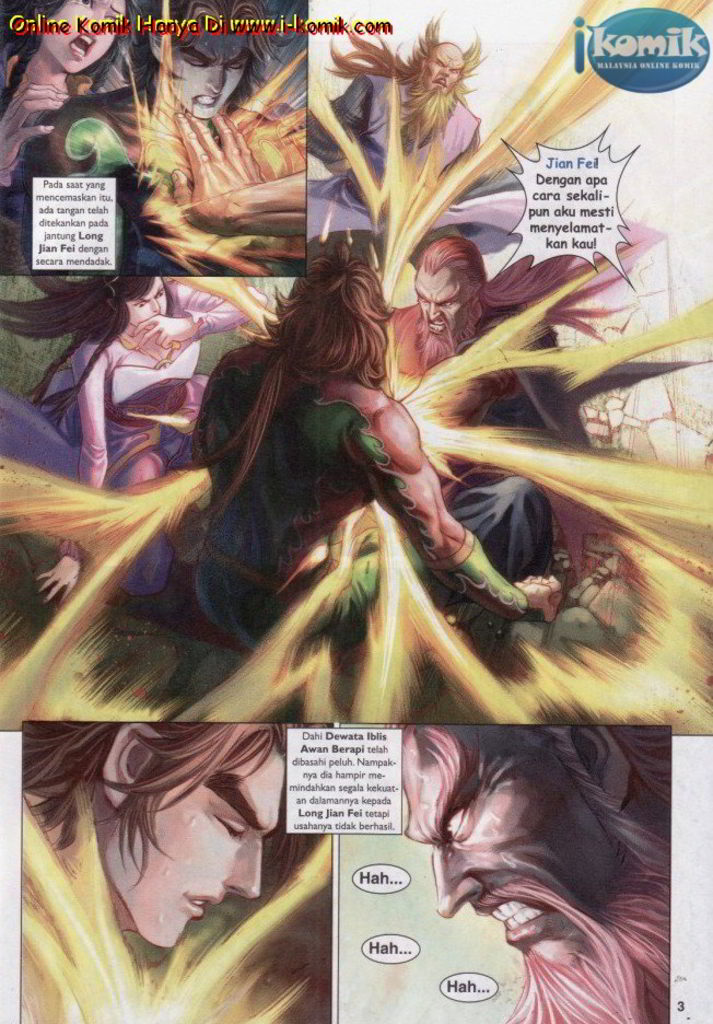 Online Komik Hanya Di www.i-komik.com
ikomik
MALAYSIA ONLINE KOMIK
Pada saat yang
mencemaskan itu,
ada tangan telah
ditekankan pada
jantung Long
Jian Fei dengan
secara mendadak.
Jian Fei!
Dengan apa
cara sekali-
pun aku mesti
menyelamat-
kan kau!
Dahi Dewata Iblis
Awan Berapi telah
dibasahi peluh. Nampak-
nya dia hampir me-
mindahkan segala kekuat-
an dalamannya kepada
Long Jian Fei tetapi
usahanya tidak berhasil.
Hah...
Hah...
Hah...
3